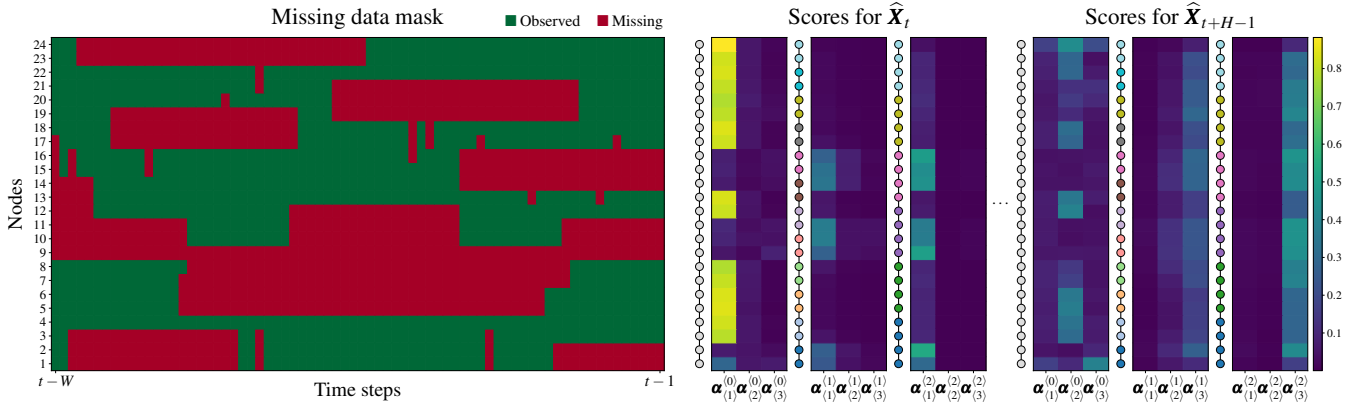 Missing data mask
Observed Missing
Scores for X̂_t
Scores for X̂_{t+H−1}
Nodes
24
23
22
21
20
19
18
17
16
15
14
13
12
11
10
9
8
7
6
5
4
3
2
1
t−W
Time steps
t−1
α^{⟨0⟩}_{⟨1⟩} α^{⟨0⟩}_{⟨2⟩} α^{⟨0⟩}_{⟨3⟩}
α^{⟨1⟩}_{⟨1⟩} α^{⟨1⟩}_{⟨2⟩} α^{⟨1⟩}_{⟨3⟩}
α^{⟨2⟩}_{⟨1⟩} α^{⟨2⟩}_{⟨2⟩} α^{⟨2⟩}_{⟨3⟩}
...
α^{⟨0⟩}_{⟨1⟩} α^{⟨0⟩}_{⟨2⟩} α^{⟨0⟩}_{⟨3⟩}
α^{⟨1⟩}_{⟨1⟩} α^{⟨1⟩}_{⟨2⟩} α^{⟨1⟩}_{⟨3⟩}
α^{⟨2⟩}_{⟨1⟩} α^{⟨2⟩}_{⟨2⟩} α^{⟨2⟩}_{⟨3⟩}
0.8
0.7
0.6
0.5
0.4
0.3
0.2
0.1